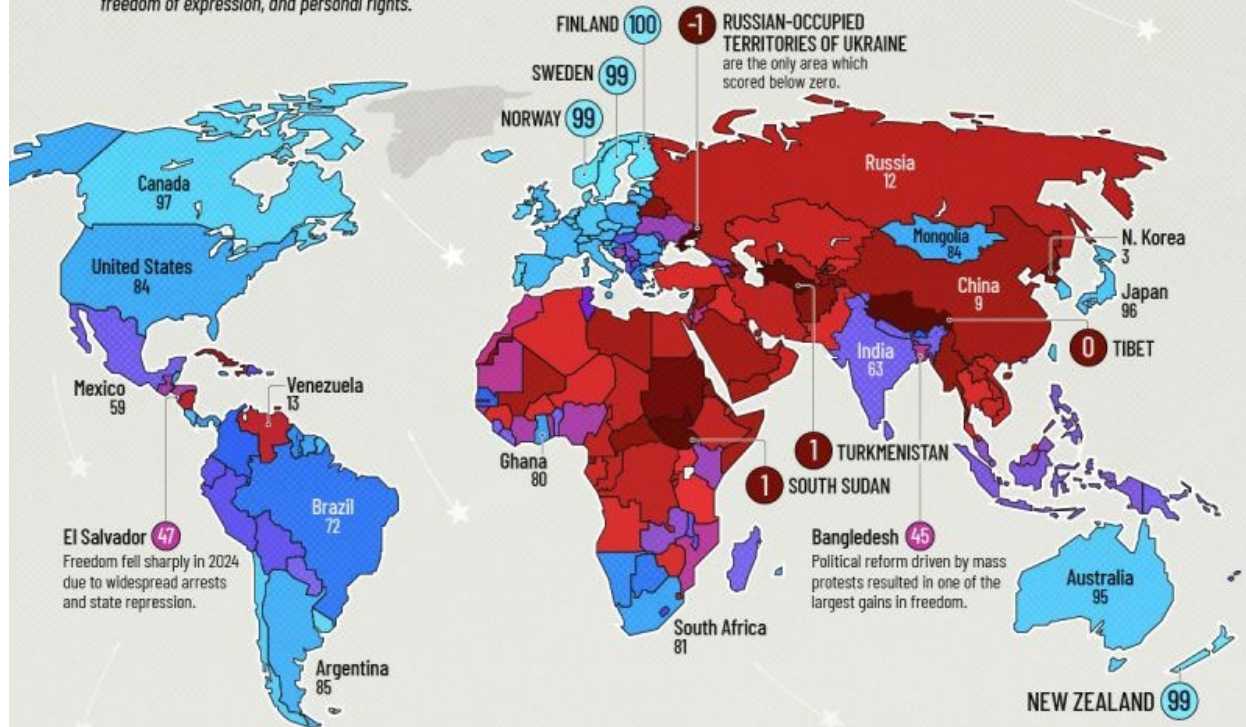 freedom of expression, and personal rights.
FINLAND 100
-1 RUSSIAN-OCCUPIED
TERRITORIES OF UKRAINE
are the only area which
scored below zero.
SWEDEN 99
NORWAY 99
Canada
97
Russia
12
United States
84
Mongolia
84
N. Korea
3
China
9
Japan
96
0 TIBET
India
63
Mexico
59
Venezuela
13
Ghana
80
1 TURKMENISTAN
1 SOUTH SUDAN
Brazil
72
El Salvador 47
Freedom fell sharply in 2024
due to widespread arrests
and state repression.
Bangladesh 45
Political reform driven by mass
protests resulted in one of the
largest gains in freedom.
Australia
95
South Africa
81
Argentina
85
NEW ZEALAND 99